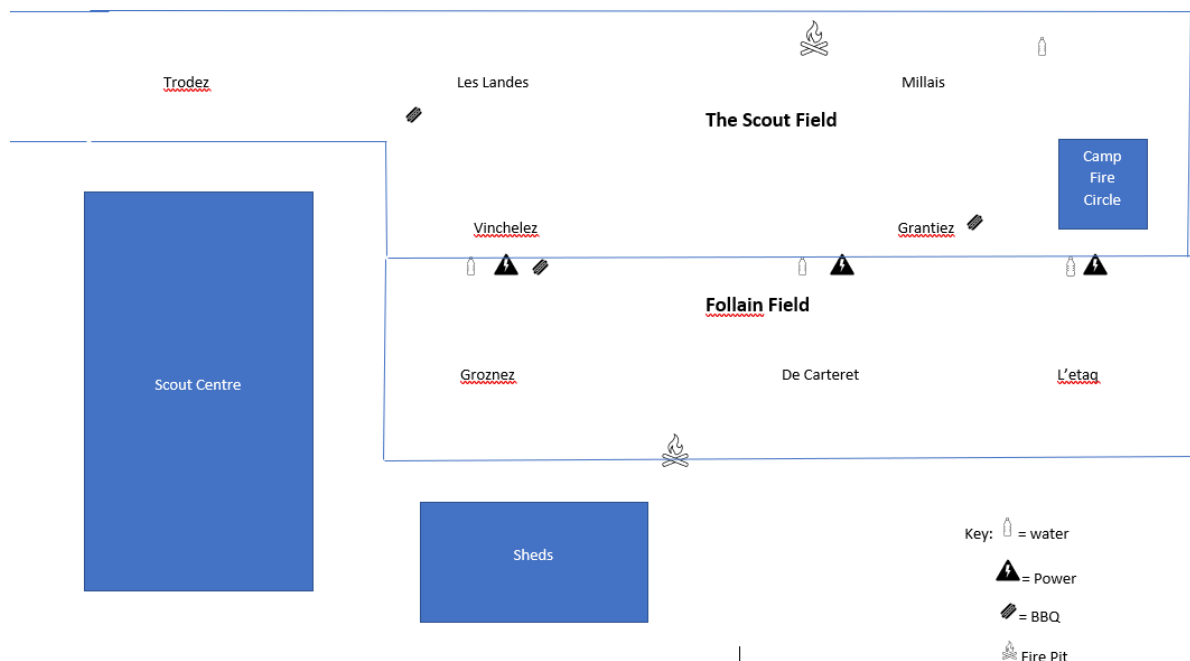 Trodez
Les Landes
Millais
The Scout Field
Camp
Fire
Circle
Vinchelez
Grantiez
Follain Field
Scout Centre
Groznez
De Carteret
L’etaq
Sheds
Key: = water
= Power
= BBQ
Fire Pit